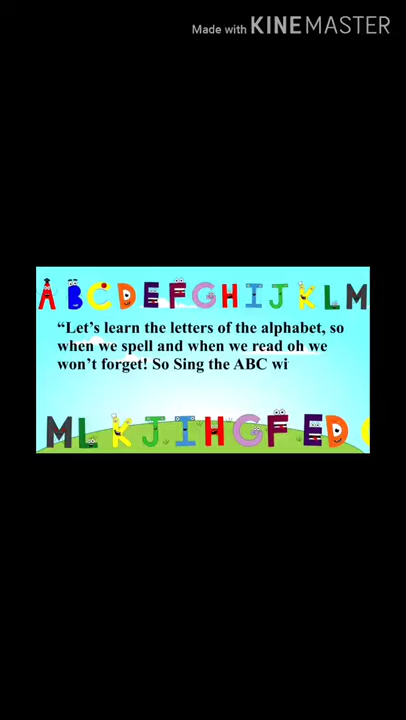 Made with KINEMASTER
ABCDEFGHIJKLM
“Let’s learn the letters of the alphabet, so
when we spell and when we read oh we
won’t forget! So Sing the ABC wi
MLKJIHGFED